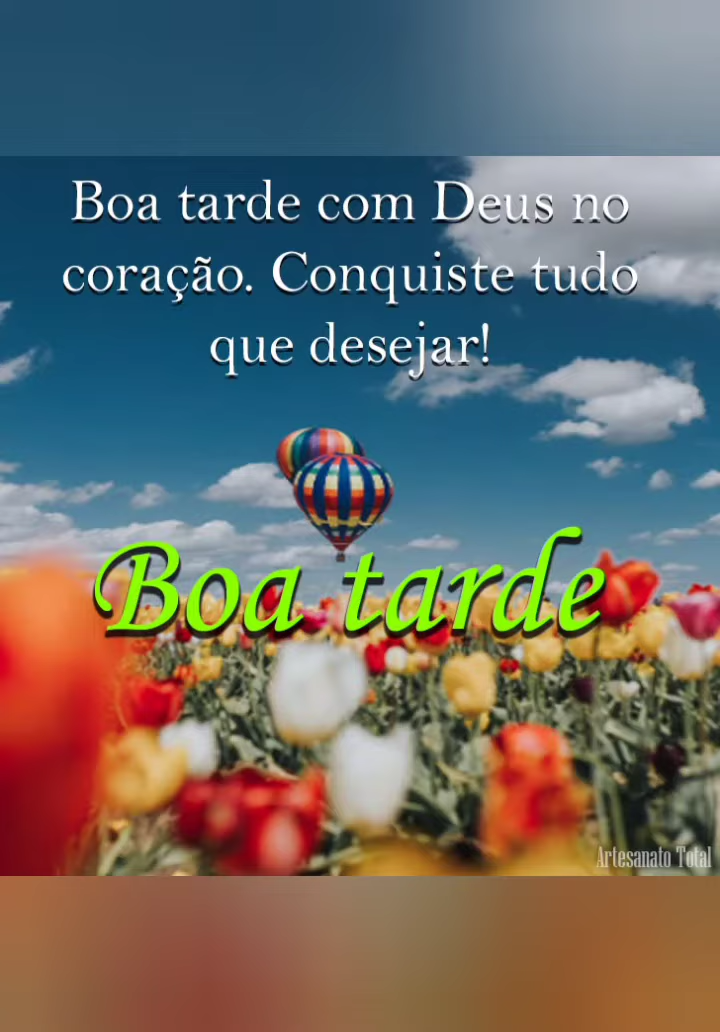 Boa tarde com Deus no
coração. Conquiste tudo
que desejar!
Boa tarde
Artesanato Total